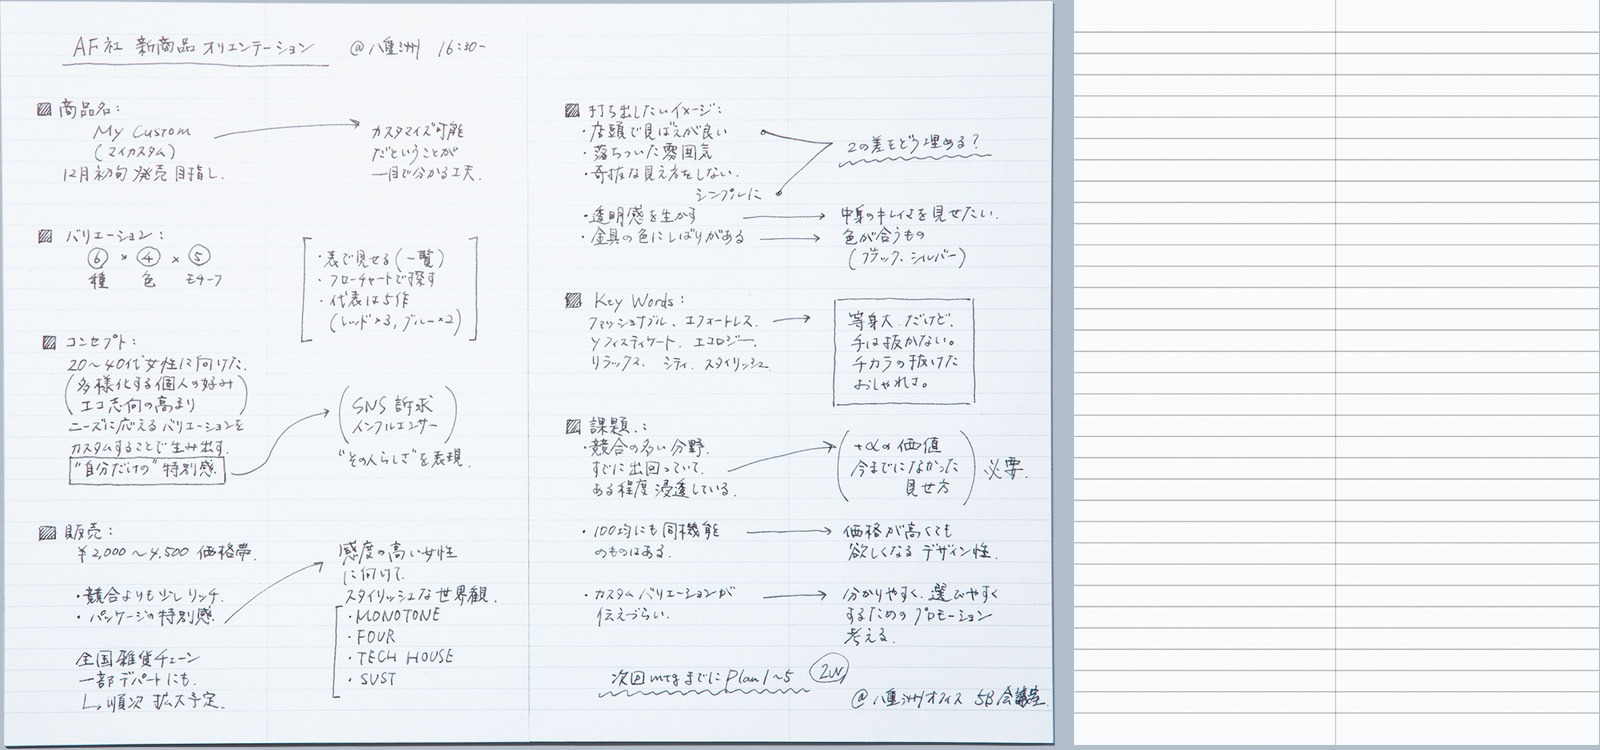 AF社 新商品 オリエンテーション ＠八重洲 16:30-
▨ 商品名:
My Custom
(マイカスタム)
12月初旬 発売目指し.
カスタマイズ可能
だということが
一目で分かる工夫.
▨ バリエーション:
⑥ × ④ × ⑤
種 色 モチーフ
・表で見せる(一覧)
・フローチャートで探す
・代表は5作
(レッド×3, ブルー×2)
▨ コンセプト:
20〜40代女性に向けた.
(多様化する個人の好み
エコ志向の高まり)
ニーズに応えるバリエーションを
カスタムすることで生み出す.
"自分だけの"特別感
(SNS訴求
インフルエンサー)
"その人らしさ"を表現.
▨ 販売:
¥2,000〜4,500 価格帯.
・競合よりも少しリッチ.
・パッケージの特別感
全国雑貨チェーン
一部デパートにも.
↳順次 拡大予定.
感度の高い女性
に向けて.
スタイリッシュな世界観.
・MONOTONE
・FOUR
・TECH HOUSE
・SUST
▨ 打ち出したいイメージ:
・店頭で見ばえが良い
・落ちついた雰囲気
・奇抜な見え方をしない.
シンプルに
2の差をどう埋める?
・透明感を生かす → 中身のキレイさを見せたい.
・金具の色にしばりがある → 色が合うもの
(ブラック、シルバー)
▨ Key Words:
ファッショナブル、エフォートレス.
ソフィスティケート、エコロジー.
リラックス. シティ. スタイリッシュ
等身大.だけど.
手は抜かない。
チカラの抜けた
おしゃれさ。
▨ 課題.:
・競合の多い分野.
すでに出回っていて.
ある程度浸透している.
(+αの価値
今までになかった
見せ方) 必要.
・100均にも同機能
のものはある.
価格が高くても
欲しくなるデザイン性.
・カスタムバリエーションが
伝えづらい.
分かりやすく、選びやすく
するためのプロモーション
考える.
次回mtgまでにPlan1〜5 2W
＠八重洲オフィス 5B会議室